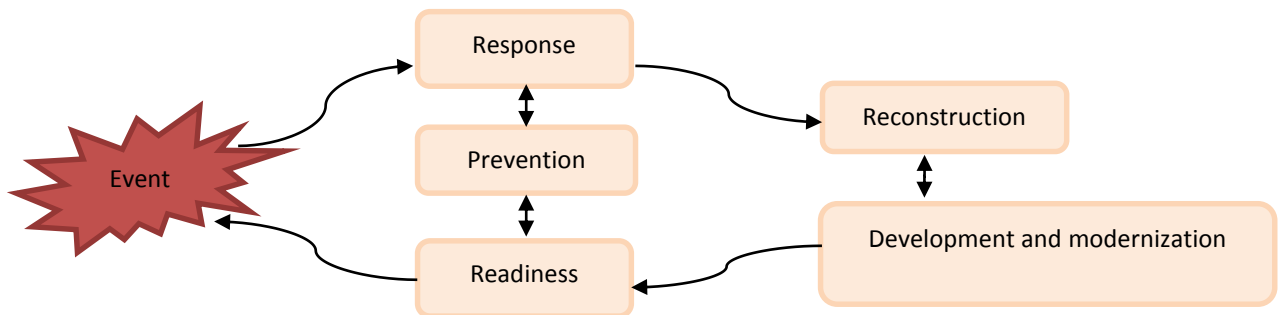 Response
Reconstruction
Prevention
Event
Development and modernization
Readiness